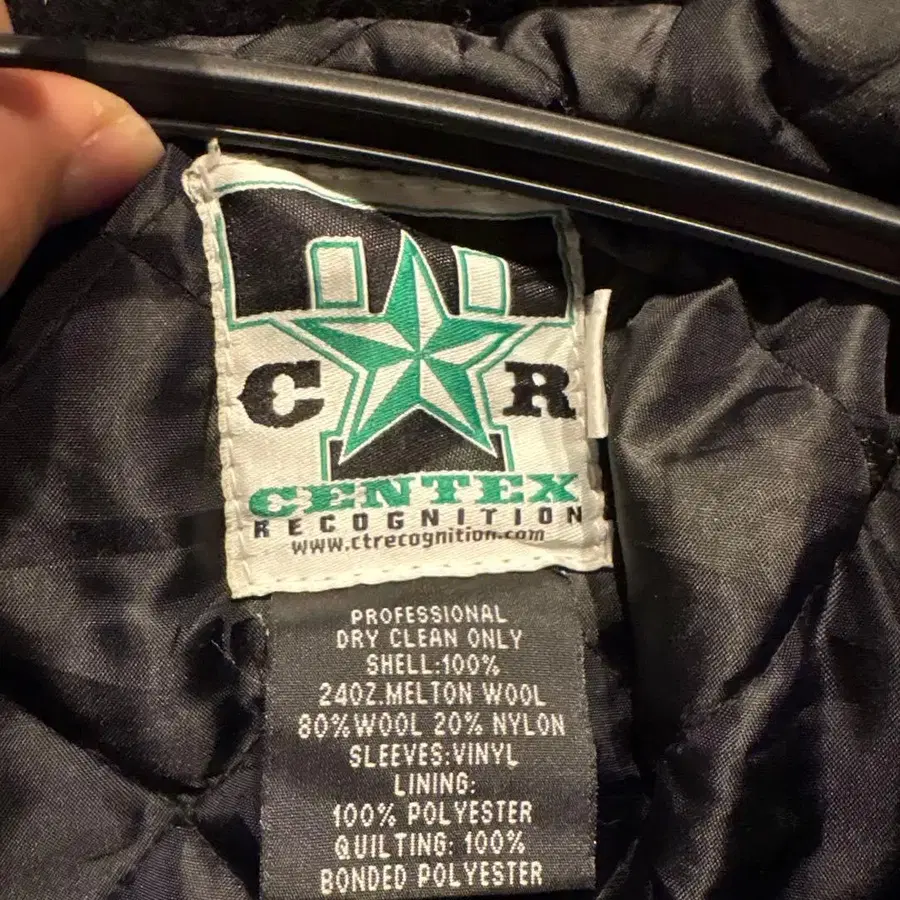 C R
CENTEX
RECOGNITION
www.ctrecognition.com
PROFESSIONAL
DRY CLEAN ONLY
SHELL:100%
24OZ.MELTON WOOL
80%WOOL 20% NYLON
SLEEVES:VINYL
LINING:
100% POLYESTER
QUILTING: 100%
BONDED POLYESTER